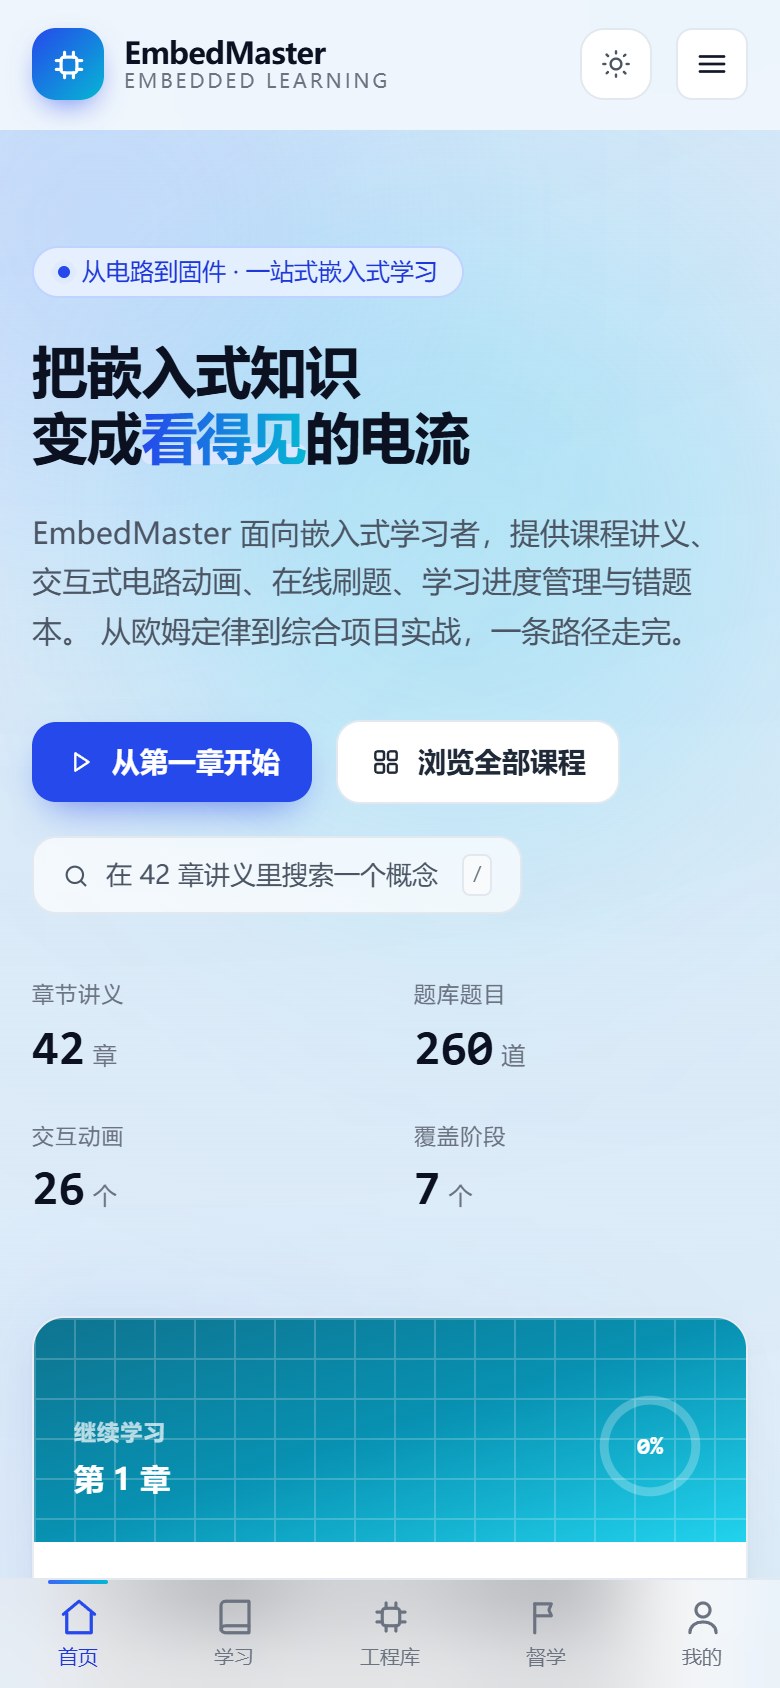 EmbedMaster
EMBEDDED LEARNING
从电路到固件 · 一站式嵌入式学习
把嵌入式知识
变成看得见的电流
EmbedMaster 面向嵌入式学习者，提供课程讲义、
交互式电路动画、在线刷题、学习进度管理与错题
本。 从欧姆定律到综合项目实战，一条路径走完。
从第一章开始
浏览全部课程
在 42 章讲义里搜索一个概念 /
章节讲义
42 章
题库题目
260 道
交互动画
26 个
覆盖阶段
7 个
继续学习
第 1 章
0%
首页
学习
工程库
督学
我的